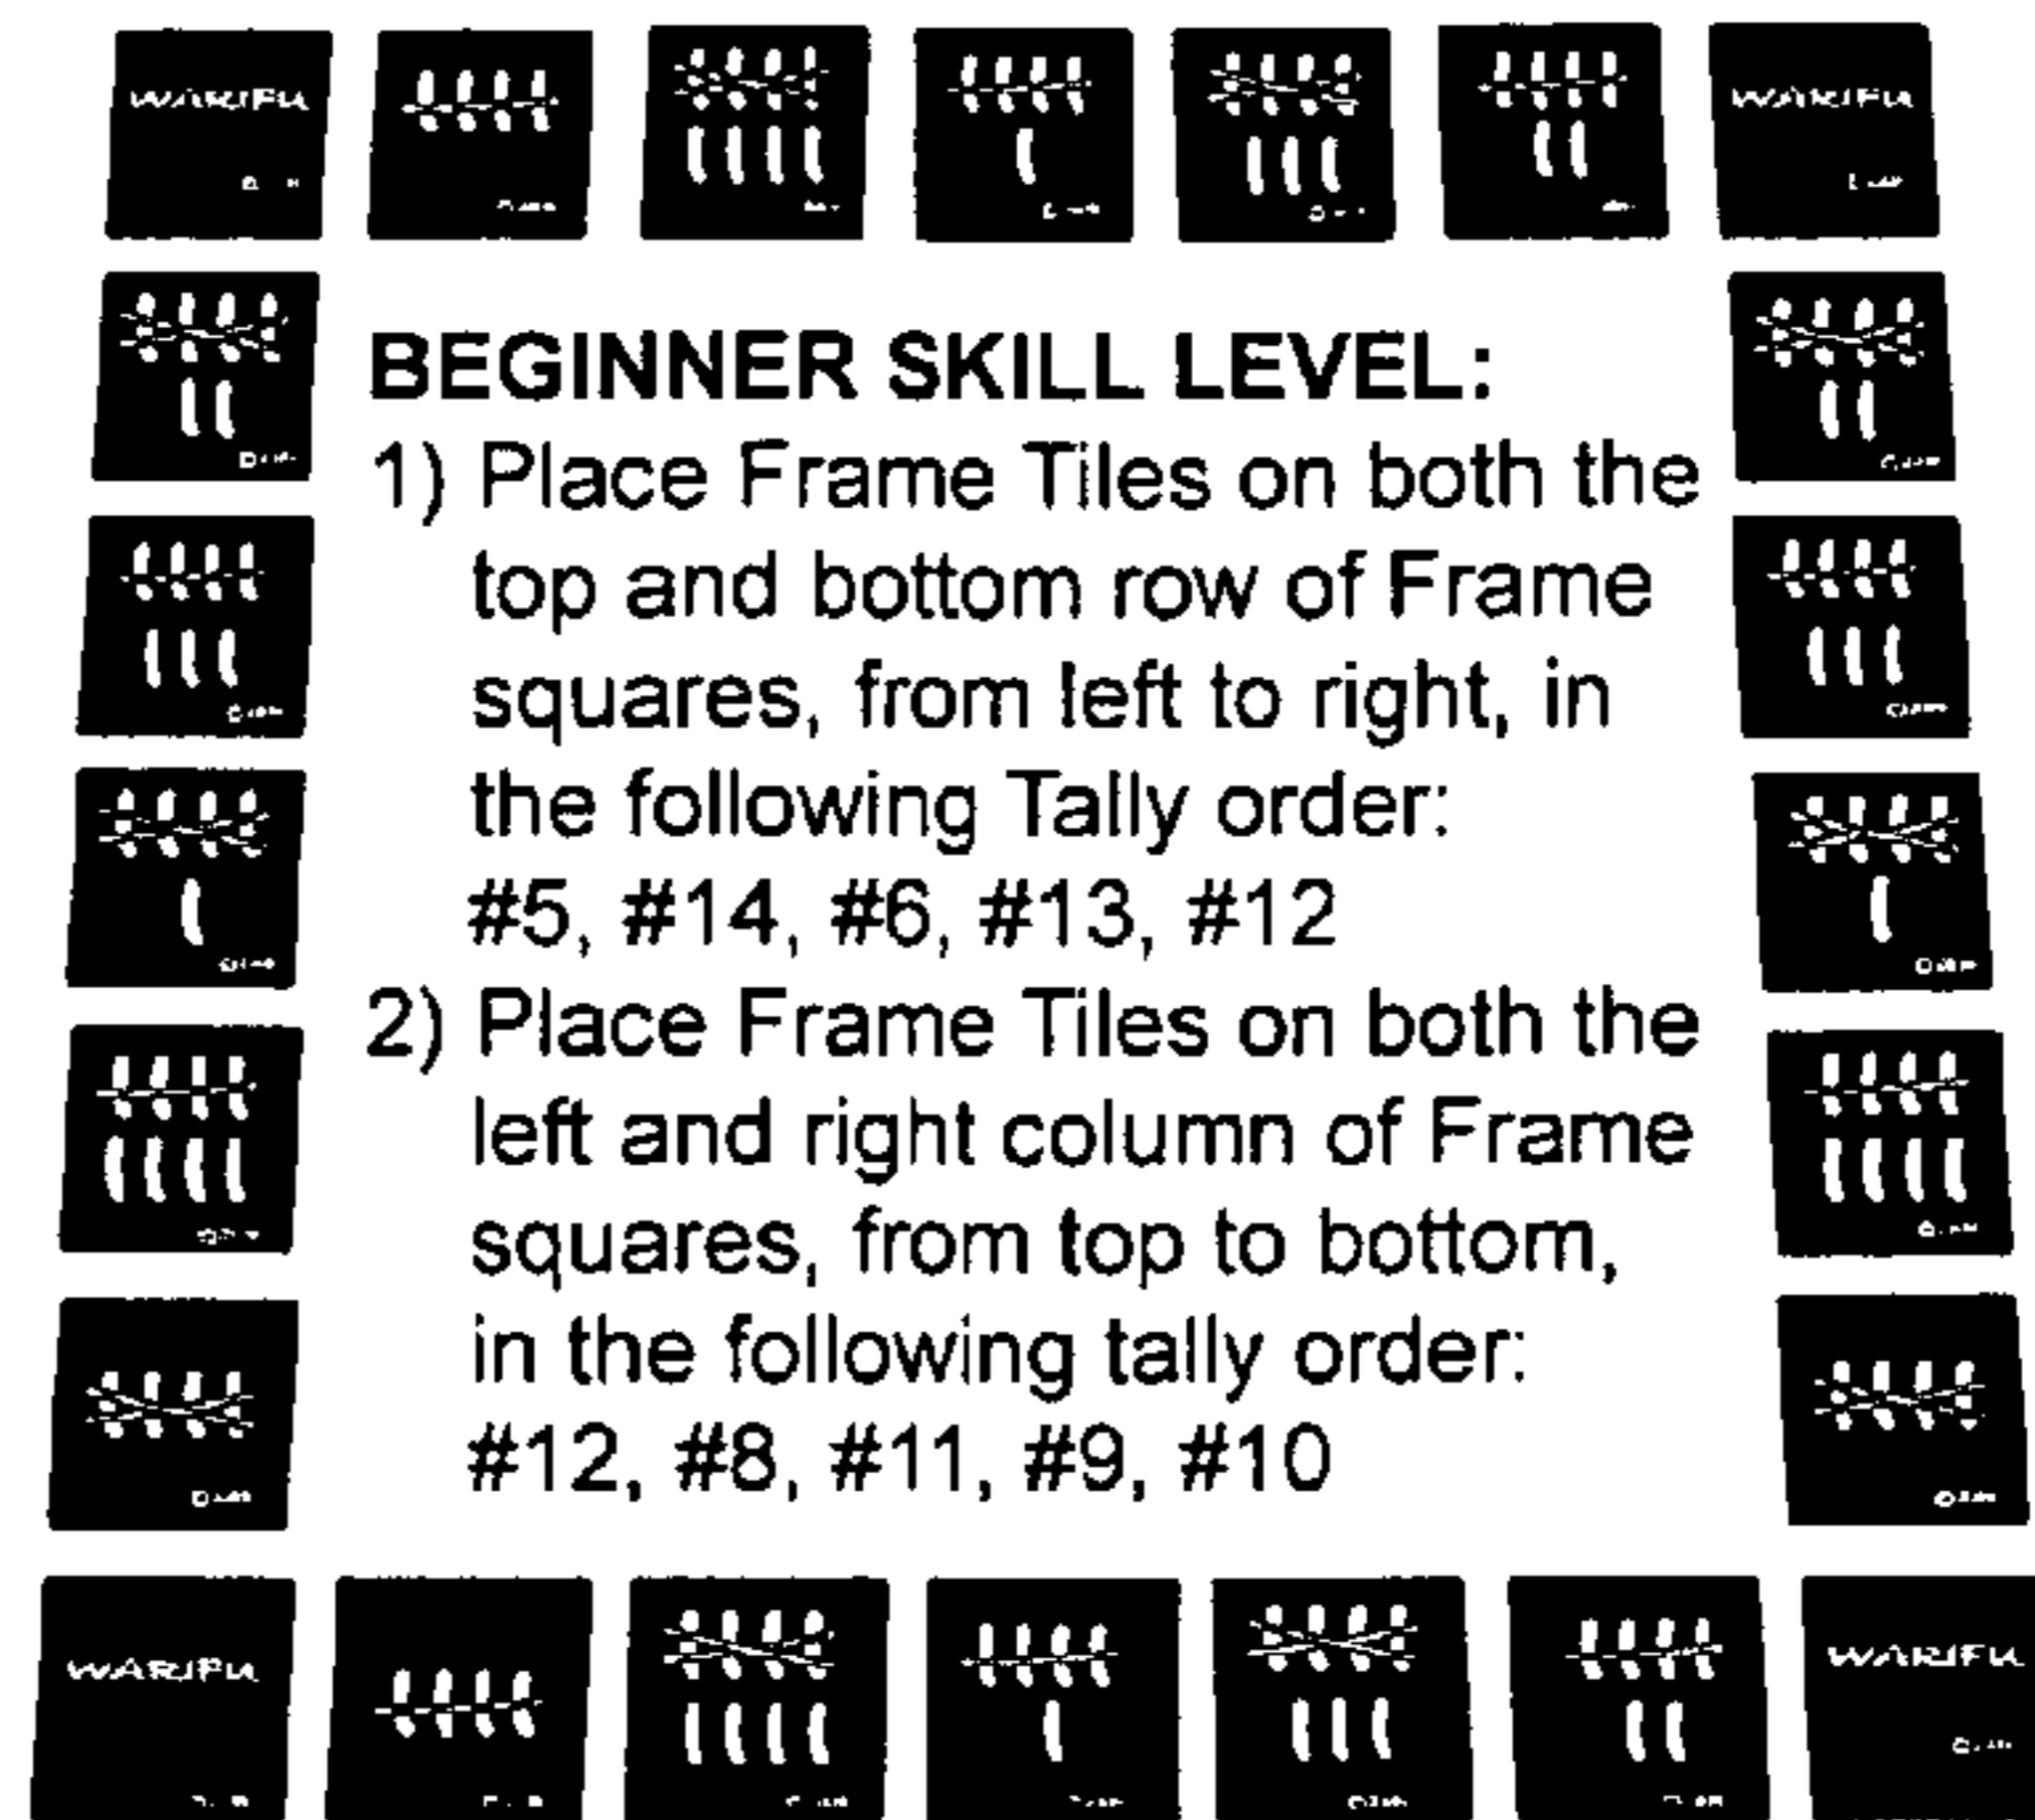 WARIFU
WARIFU
BEGINNER SKILL LEVEL:
1) Place Frame Tiles on both the
top and bottom row of Frame
squares, from left to right, in
the following Tally order:
#5, #14, #6, #13, #12
2) Place Frame Tiles on both the
left and right column of Frame
squares, from top to bottom,
in the following tally order:
#12, #8, #11, #9, #10
WARIFU
WARIFU